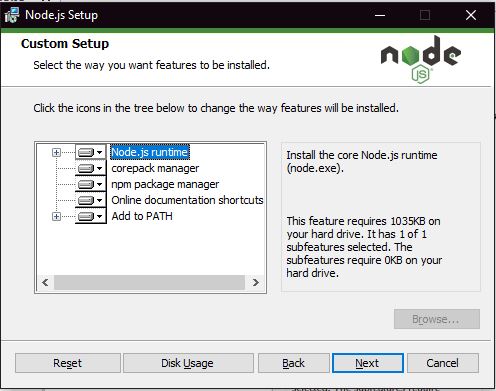 Node.js Setup
Custom Setup
Select the way you want features to be installed.
node
JS
Click the icons in the tree below to change the way features will be installed.
Node.js runtime
corepack manager
npm package manager
Online documentation shortcuts
Add to PATH
Install the core Node.js runtime
(node.exe).
This feature requires 1035KB on
your hard drive. It has 1 of 1
subfeatures selected. The
subfeatures require 0KB on your
hard drive.
Browse...
Reset
Disk Usage
Back
Next
Cancel